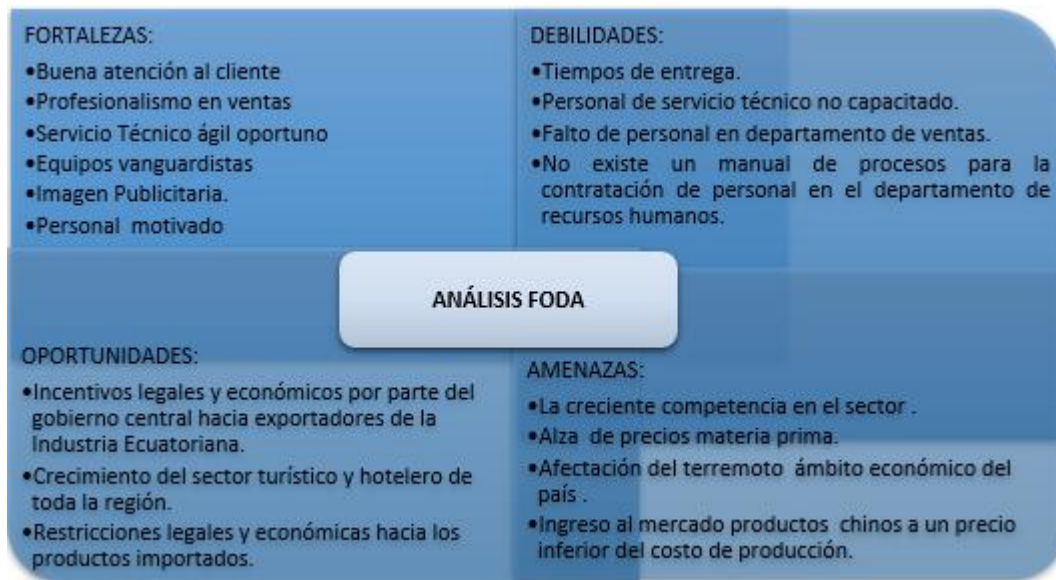 FORTALEZAS:
•Buena atención al cliente
•Profesionalismo en ventas
•Servicio Técnico ágil oportuno
•Equipos vanguardistas
•Imagen Publicitaria.
•Personal motivado
DEBILIDADES:
•Tiempos de entrega.
•Personal de servicio técnico no capacitado.
•Falto de personal en departamento de ventas.
•No existe un manual de procesos para la
contratación de personal en el departamento de
recursos humanos.
ANÁLISIS FODA
OPORTUNIDADES:
•Incentivos legales y económicos por parte del
gobierno central hacia exportadores de la
Industria Ecuatoriana.
•Crecimiento del sector turístico y hotelero de
toda la región.
•Restricciones legales y económicas hacia los
productos importados.
AMENAZAS:
•La creciente competencia en el sector .
•Alza de precios materia prima.
•Afectación del terremoto ámbito económico del
país .
•Ingreso al mercado productos chinos a un precio
inferior del costo de producción.